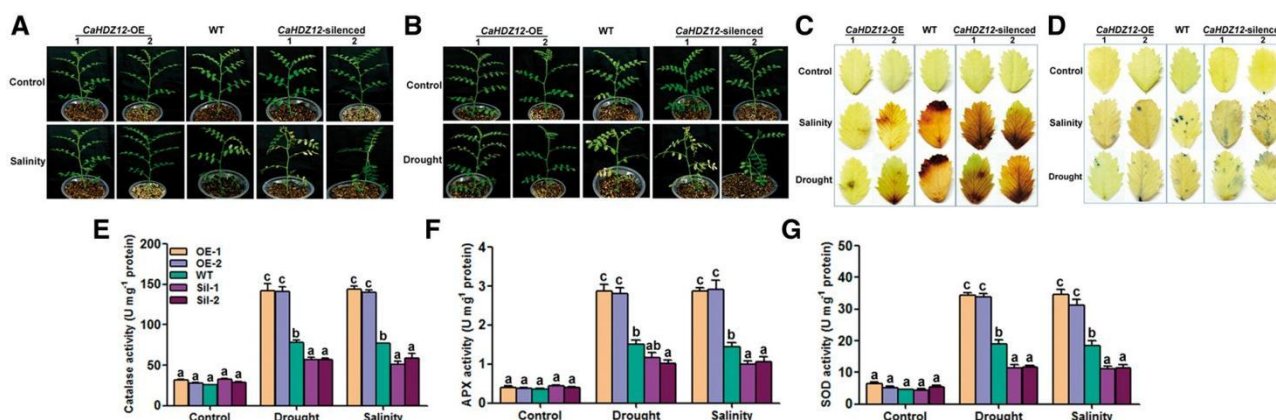 A
CaHDZ12-OE WT CaHDZ12-silenced
1 2 1 2
Control
Salinity
B
CaHDZ12-OE WT CaHDZ12-silenced
1 2 1 2
Control
Drought
C
CaHDZ12-OE WT CaHDZ12-silenced
1 2 1 2
Control
Salinity
Drought
D
CaHDZ12-OE WT CaHDZ12-silenced
1 2 1 2
Control
Salinity
Drought
E
Catalase activity (U mg-1 protein)
200
150
100
50
0
OE-1
OE-2
WT
Sil-1
Sil-2
a a a a a
c c b a a
c c b a a
Control Drought Salinity
F
APX activity (U mg-1 protein)
4
3
2
1
0
a a a a a
c c b ab a
c c b a a
Control Drought Salinity
G
SOD activity (U mg-1 protein)
50
40
30
20
10
0
a a a a a
c c b a a
c c b a a
Control Drought Salinity